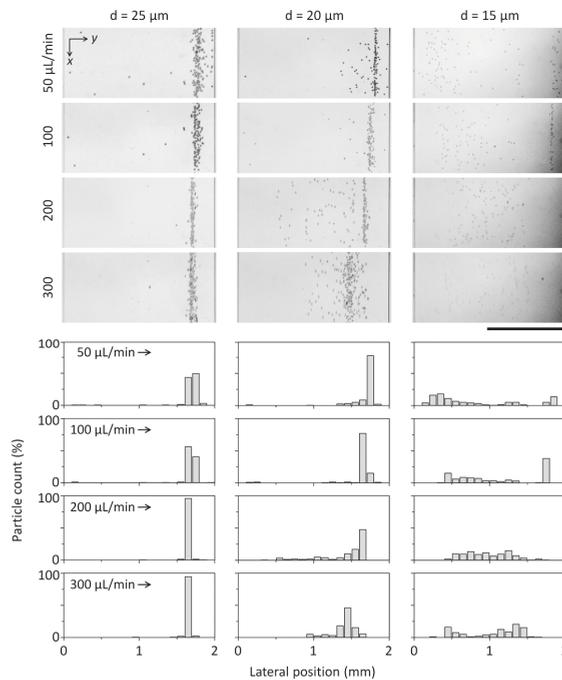 d = 25 µm d = 20 µm d = 15 µm
50 µL/min
y
x
100
200
300
100
50 µL/min →
0
100
100 µL/min →
0
100
200 µL/min →
0
100
300 µL/min →
0
Particle count (%)
0 1 2 0 1 2 0 1 2
Lateral position (mm)